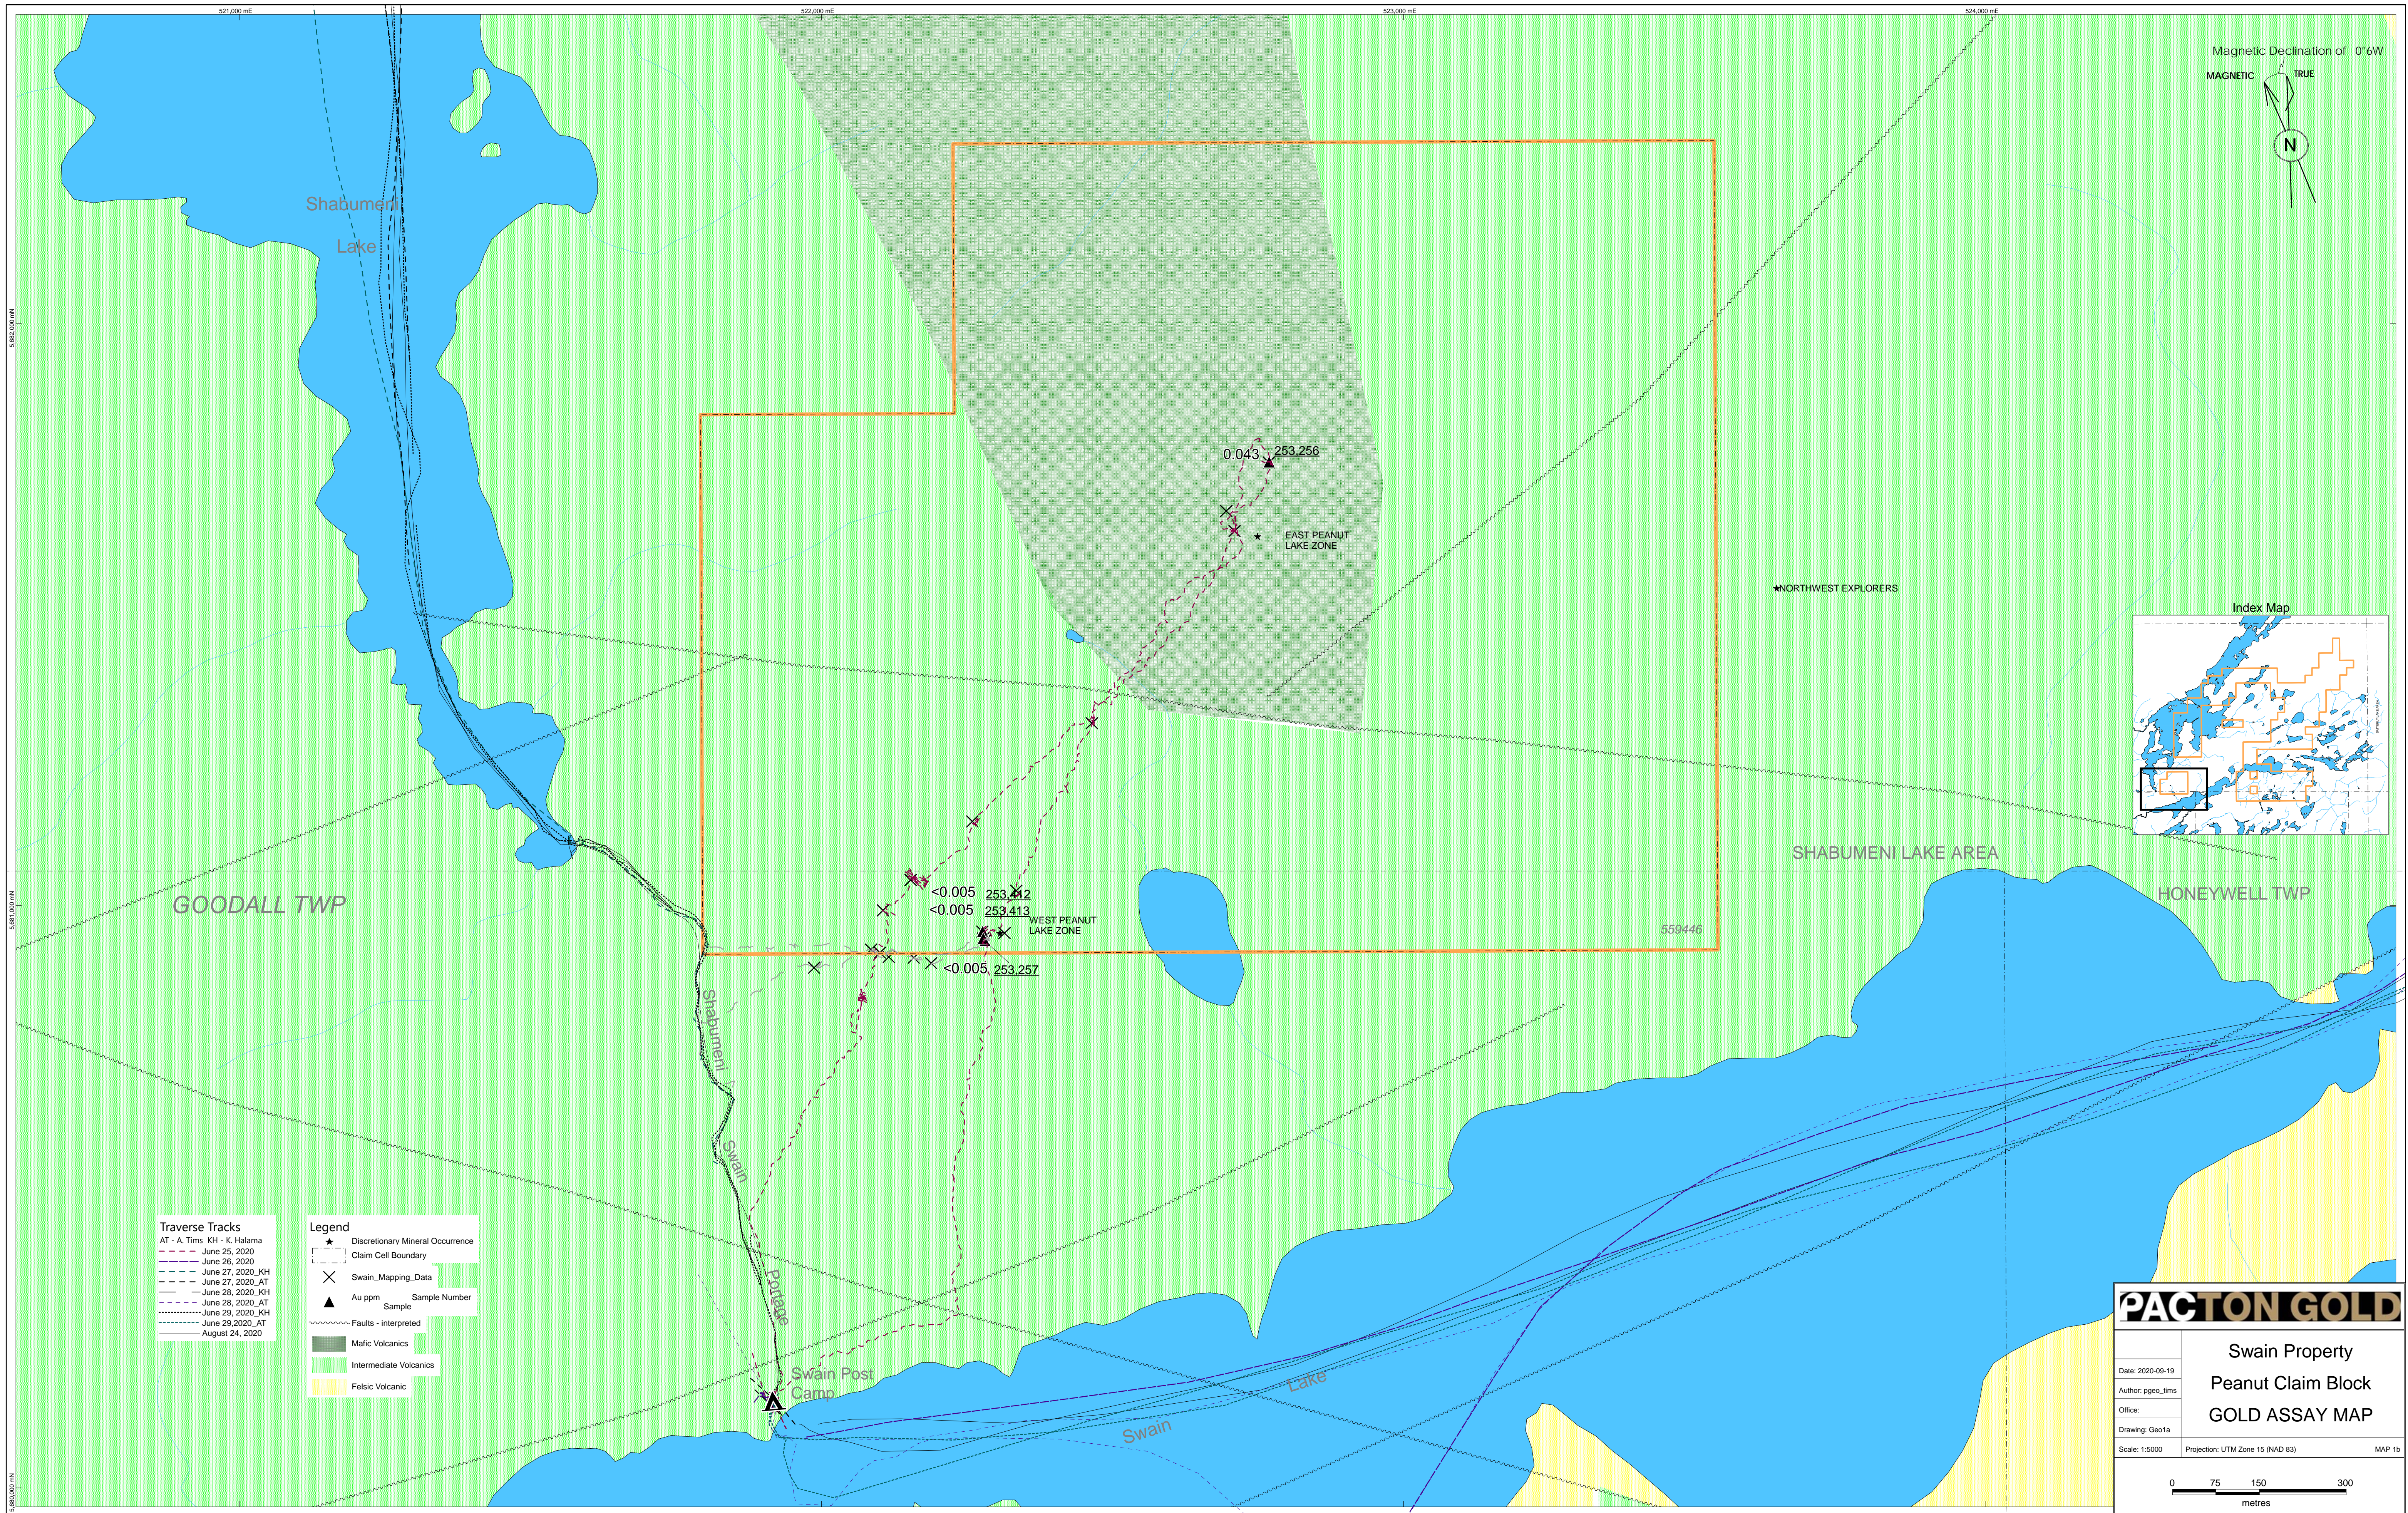 521,000 mE
522,000 mE
523,000 mE
524,000 mE
Magnetic Declination of 0°6W
MAGNETIC
TRUE
N
Shabumeni
Lake
5,682,000 mN
0.043
253,256
EAST PEANUT
LAKE ZONE
NORTHWEST EXPLORERS
Index Map
SHABUMENI LAKE AREA
GOODALL TWP
HONEYWELL TWP
5,681,000 mN
<0.005
253,412
<0.005
253,413
WEST PEANUT
LAKE ZONE
559446
<0.005
253,257
Shabumeni
Swain
Portage
Swain Post
Camp
Lake
Swain
5,680,000 mN
Traverse Tracks
AT - A. Tims KH - K. Halama
June 25, 2020
June 26, 2020
June 27, 2020_KH
June 27, 2020_AT
June 28, 2020_KH
June 28, 2020_AT
June 29, 2020_KH
June 29,2020_AT
August 24, 2020
Legend
Discretionary Mineral Occurrence
Claim Cell Boundary
Swain_Mapping_Data
Au ppm Sample Number
Sample
Faults - interpreted
Mafic Volcanics
Intermediate Volcanics
Felsic Volcanic
PACTON GOLD
Swain Property
Peanut Claim Block
GOLD ASSAY MAP
Date: 2020-09-19
Author: pgeo_tims
Office:
Drawing: Geo1a
Scale: 1:5000
Projection: UTM Zone 15 (NAD 83)
MAP 1b
0 75 150 300
metres